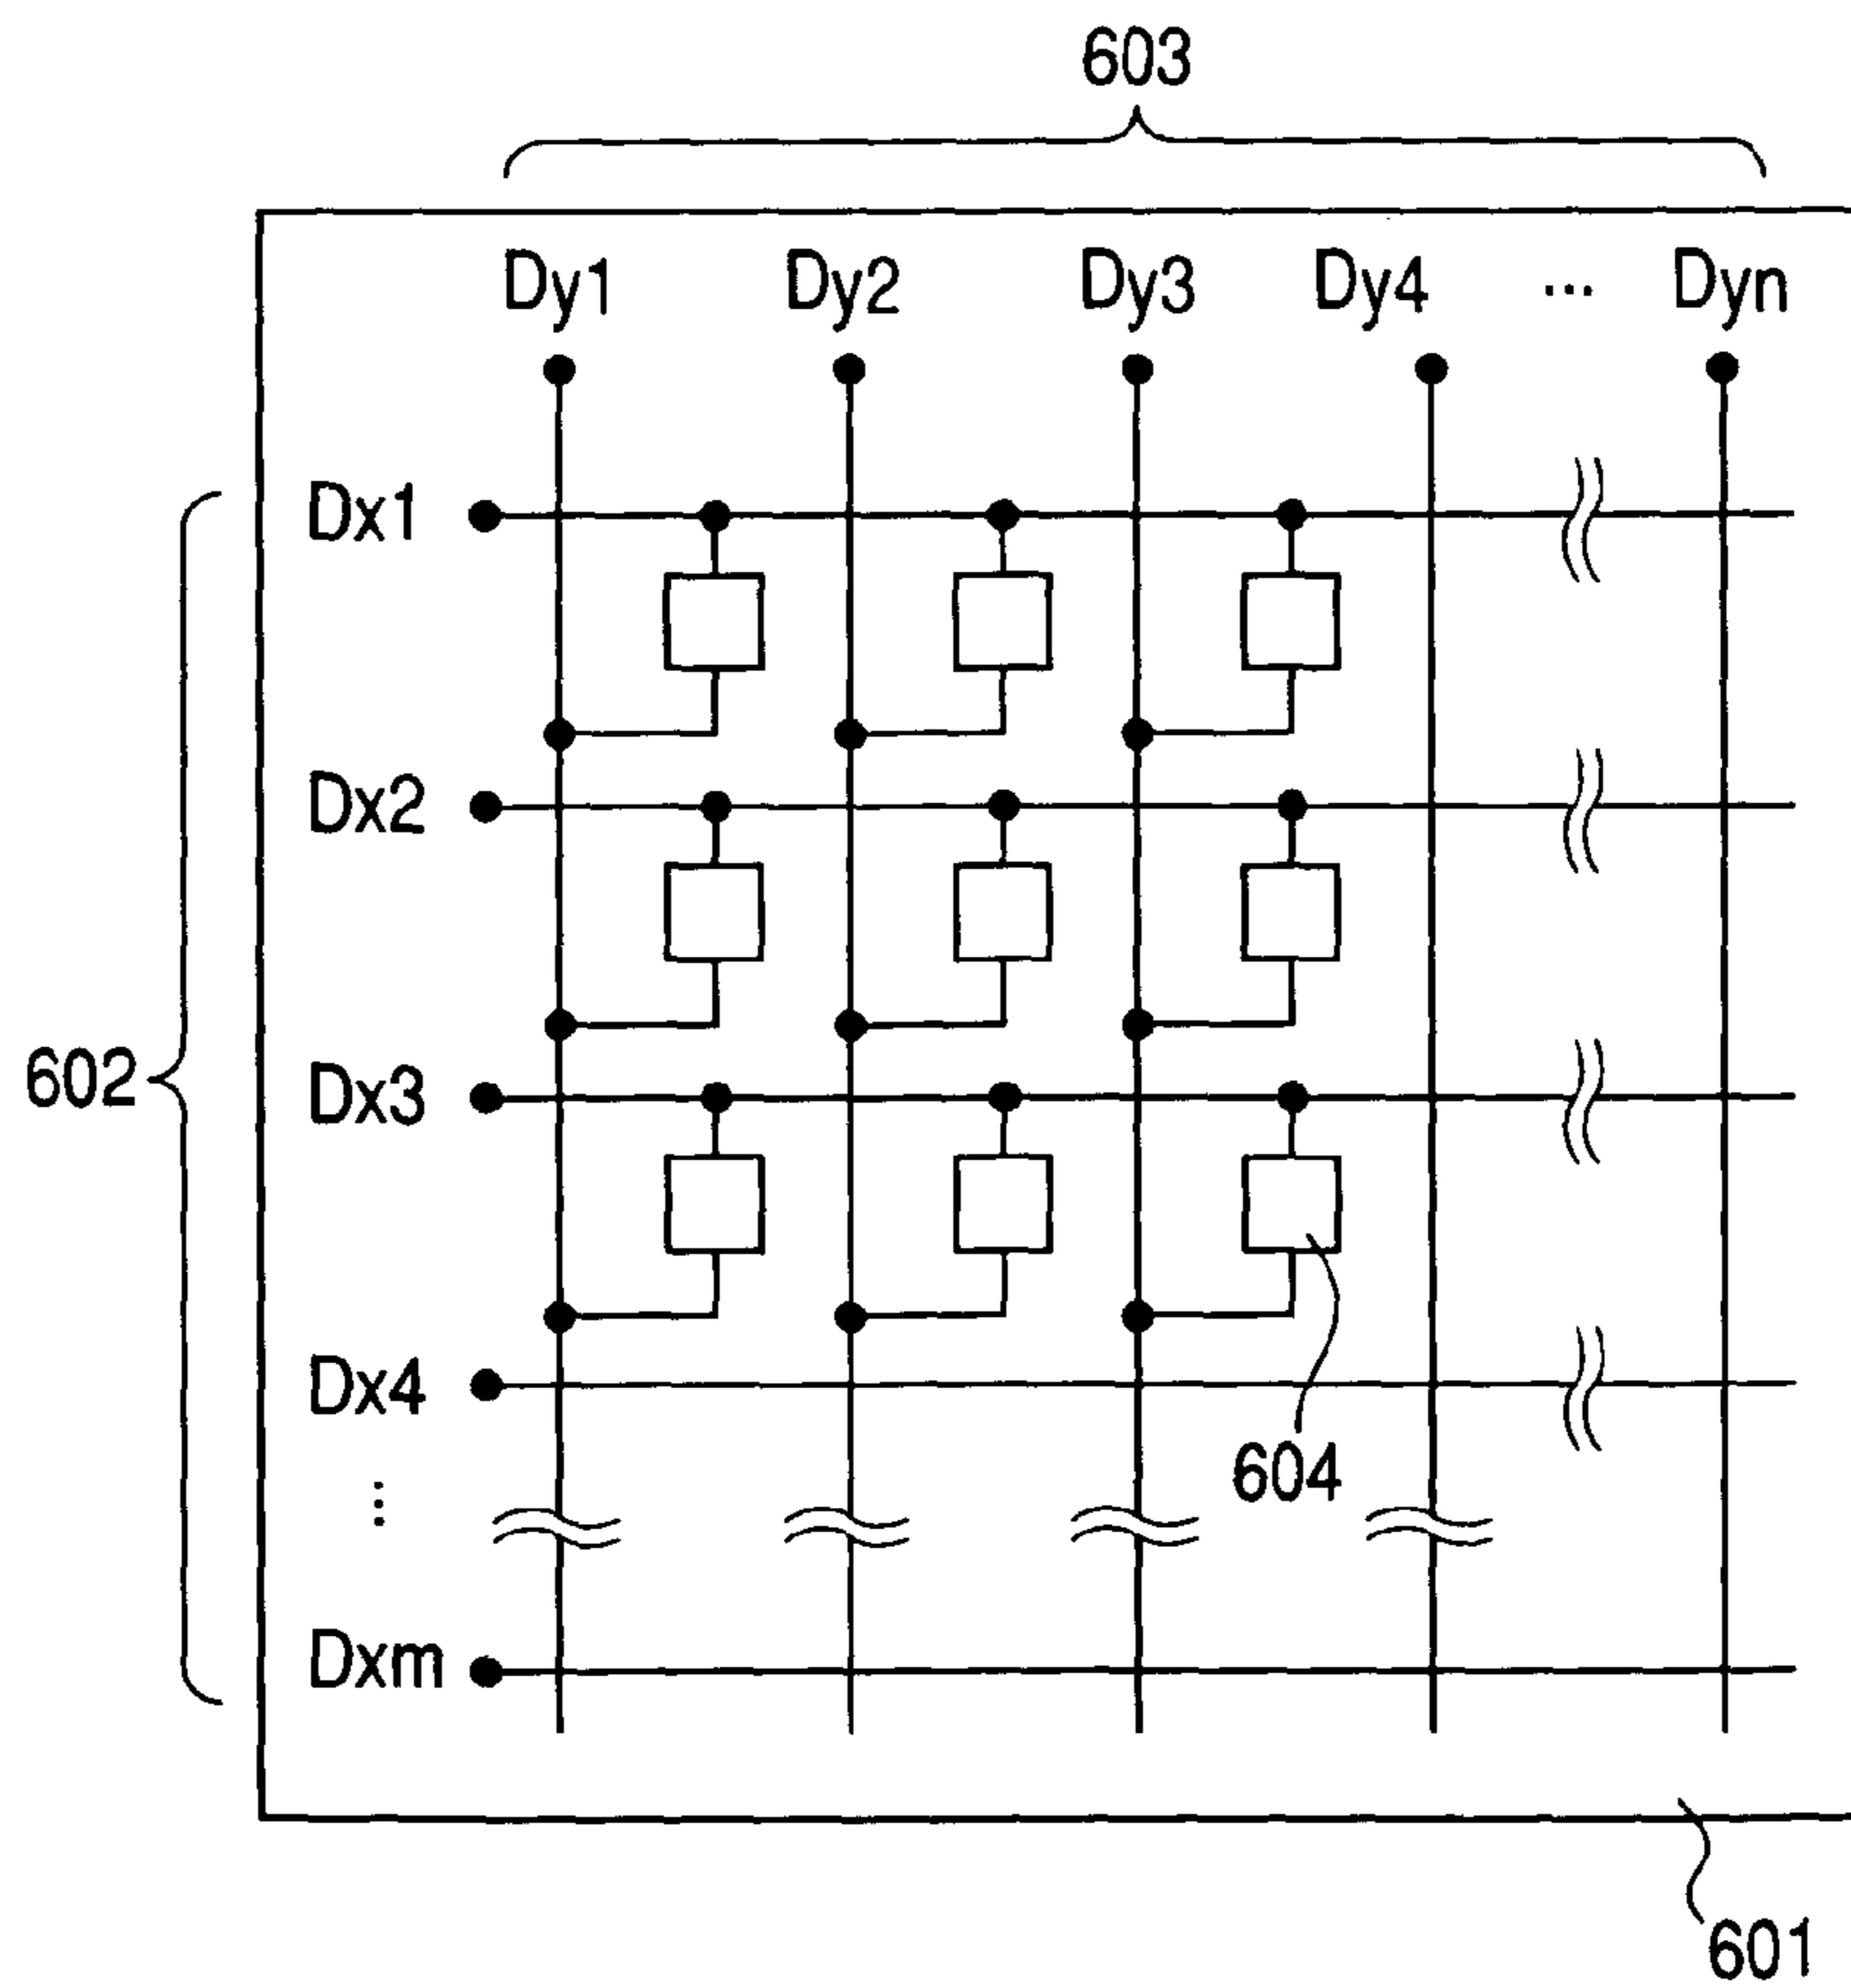 603
Dy1 Dy2 Dy3 Dy4 ... Dyn
Dx1
Dx2
602
Dx3
Dx4
604
⋮
Dxm
601